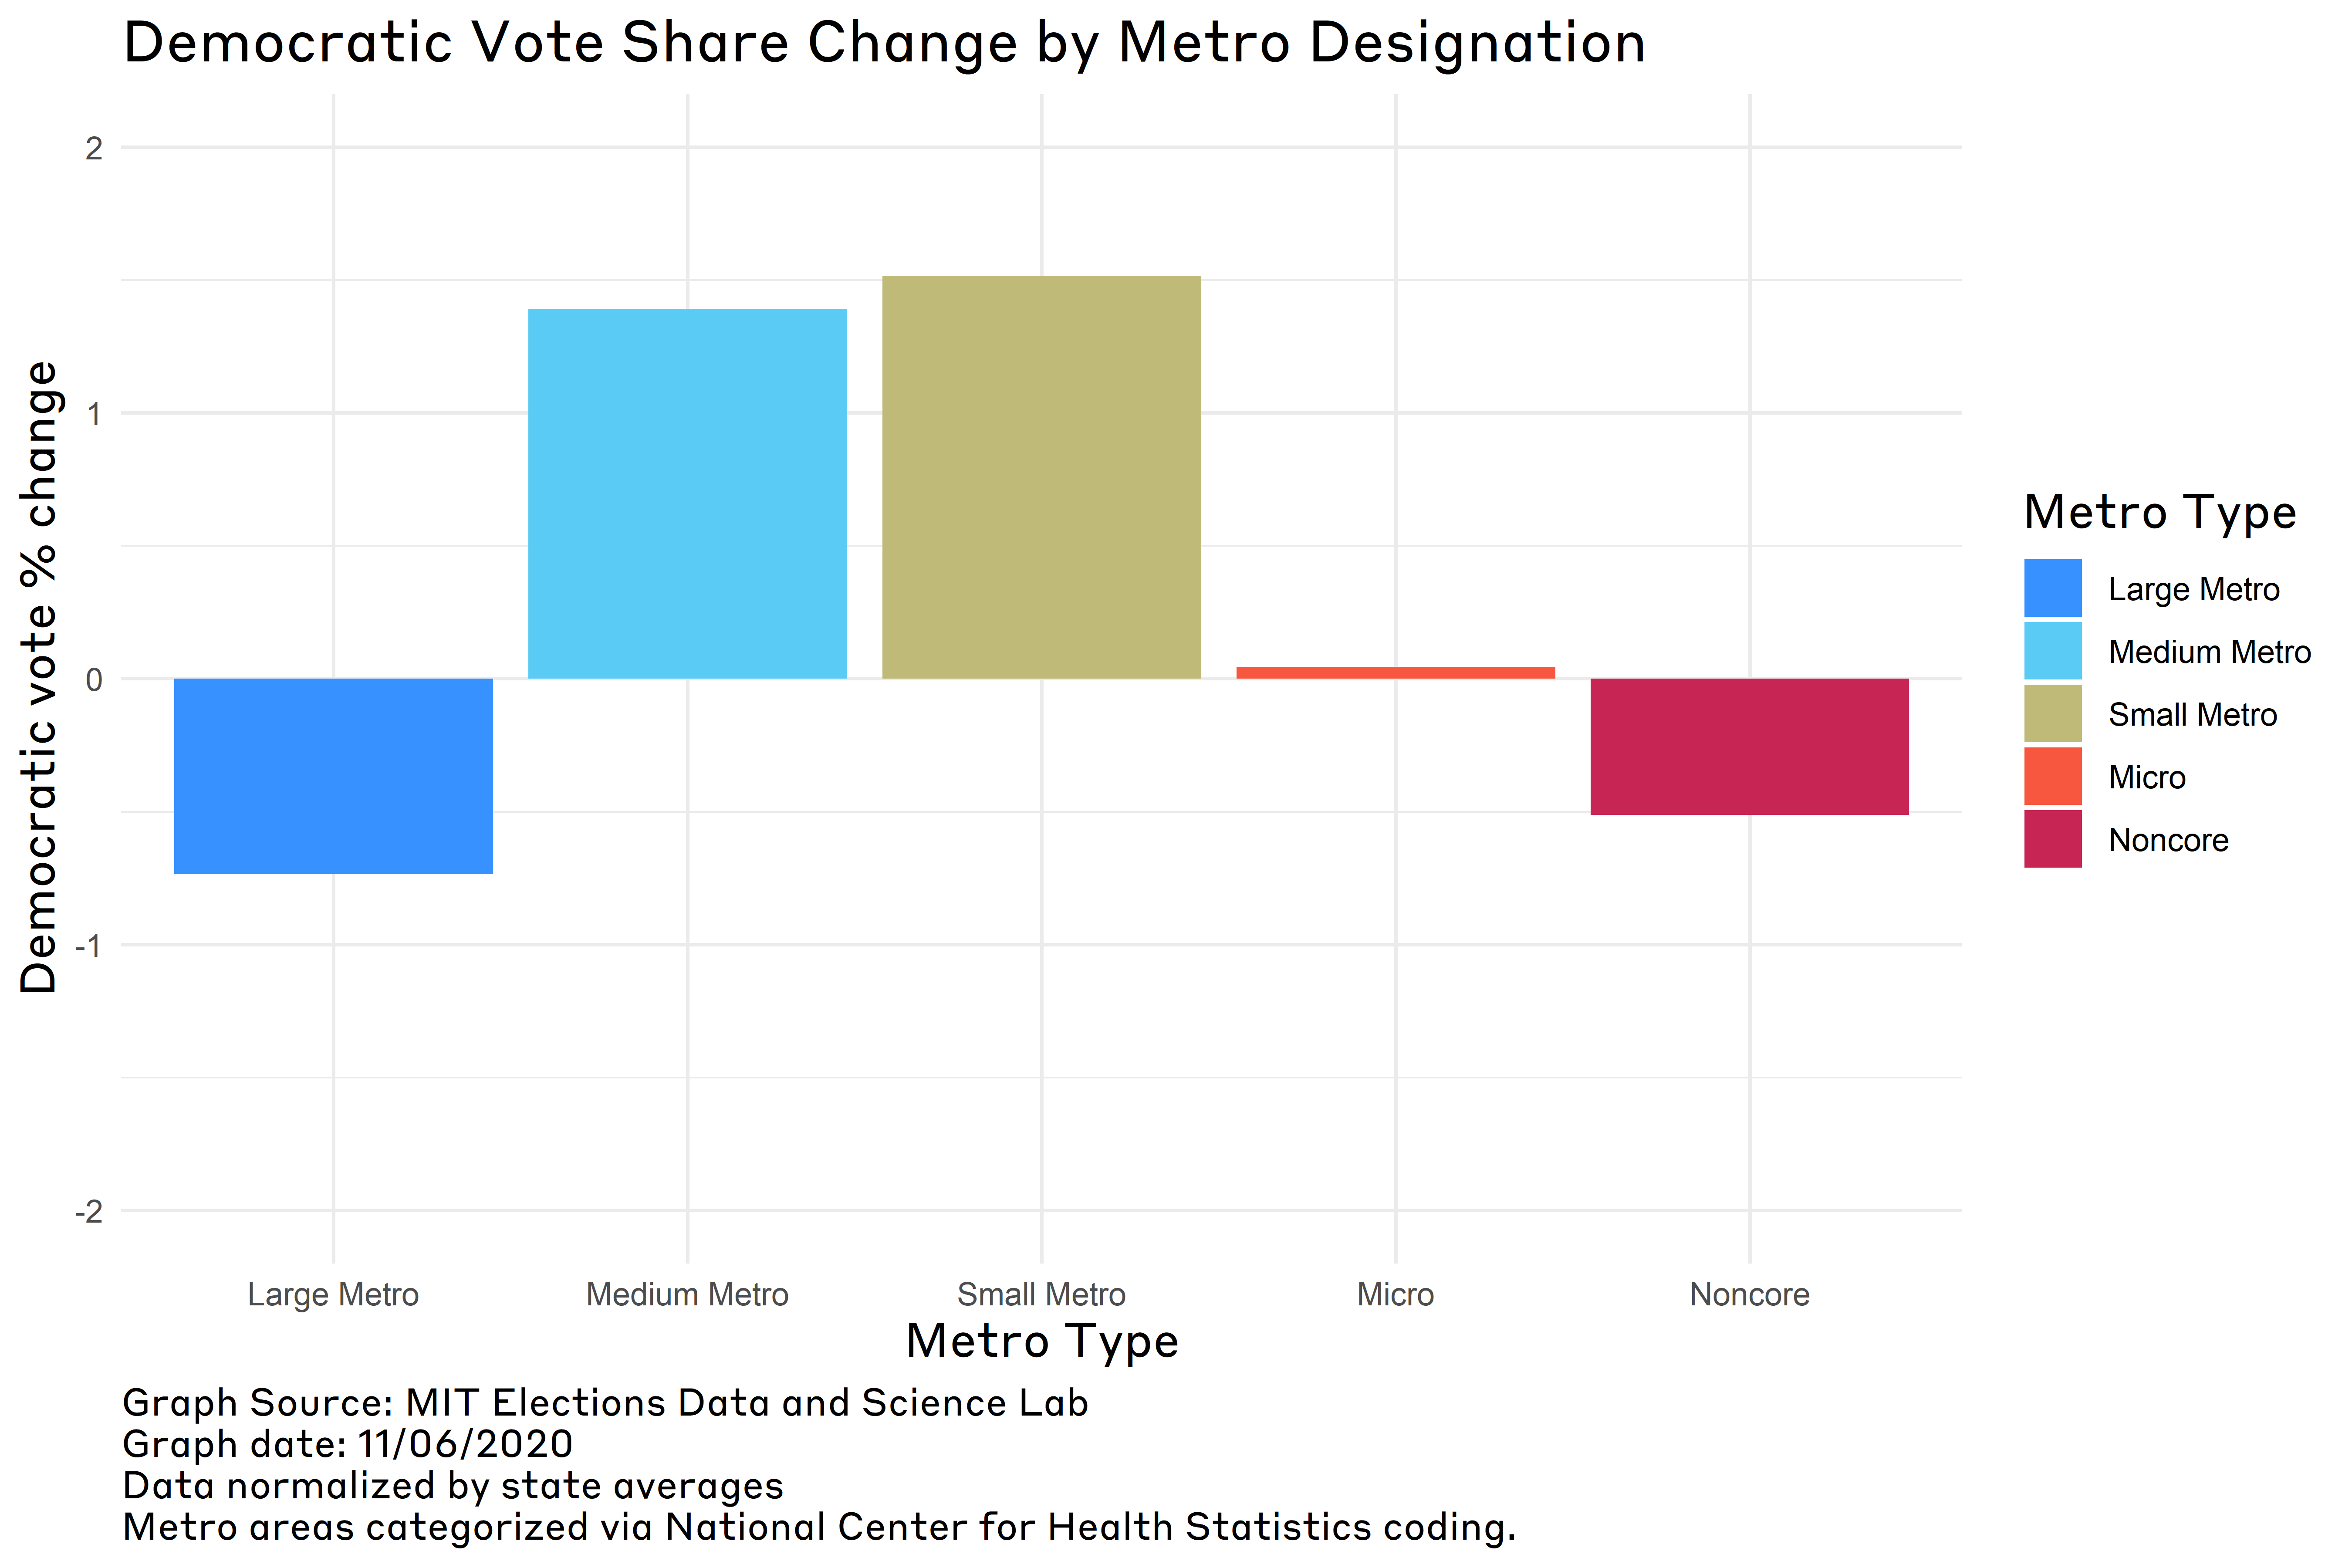 Democratic Vote Share Change by Metro Designation
Democratic vote % change
2
1
0
-1
-2
Large Metro
Medium Metro
Small Metro
Micro
Noncore
Metro Type
Metro Type
Large Metro
Medium Metro
Small Metro
Micro
Noncore
Graph Source: MIT Elections Data and Science Lab
Graph date: 11/06/2020
Data normalized by state averages
Metro areas categorized via National Center for Health Statistics coding.